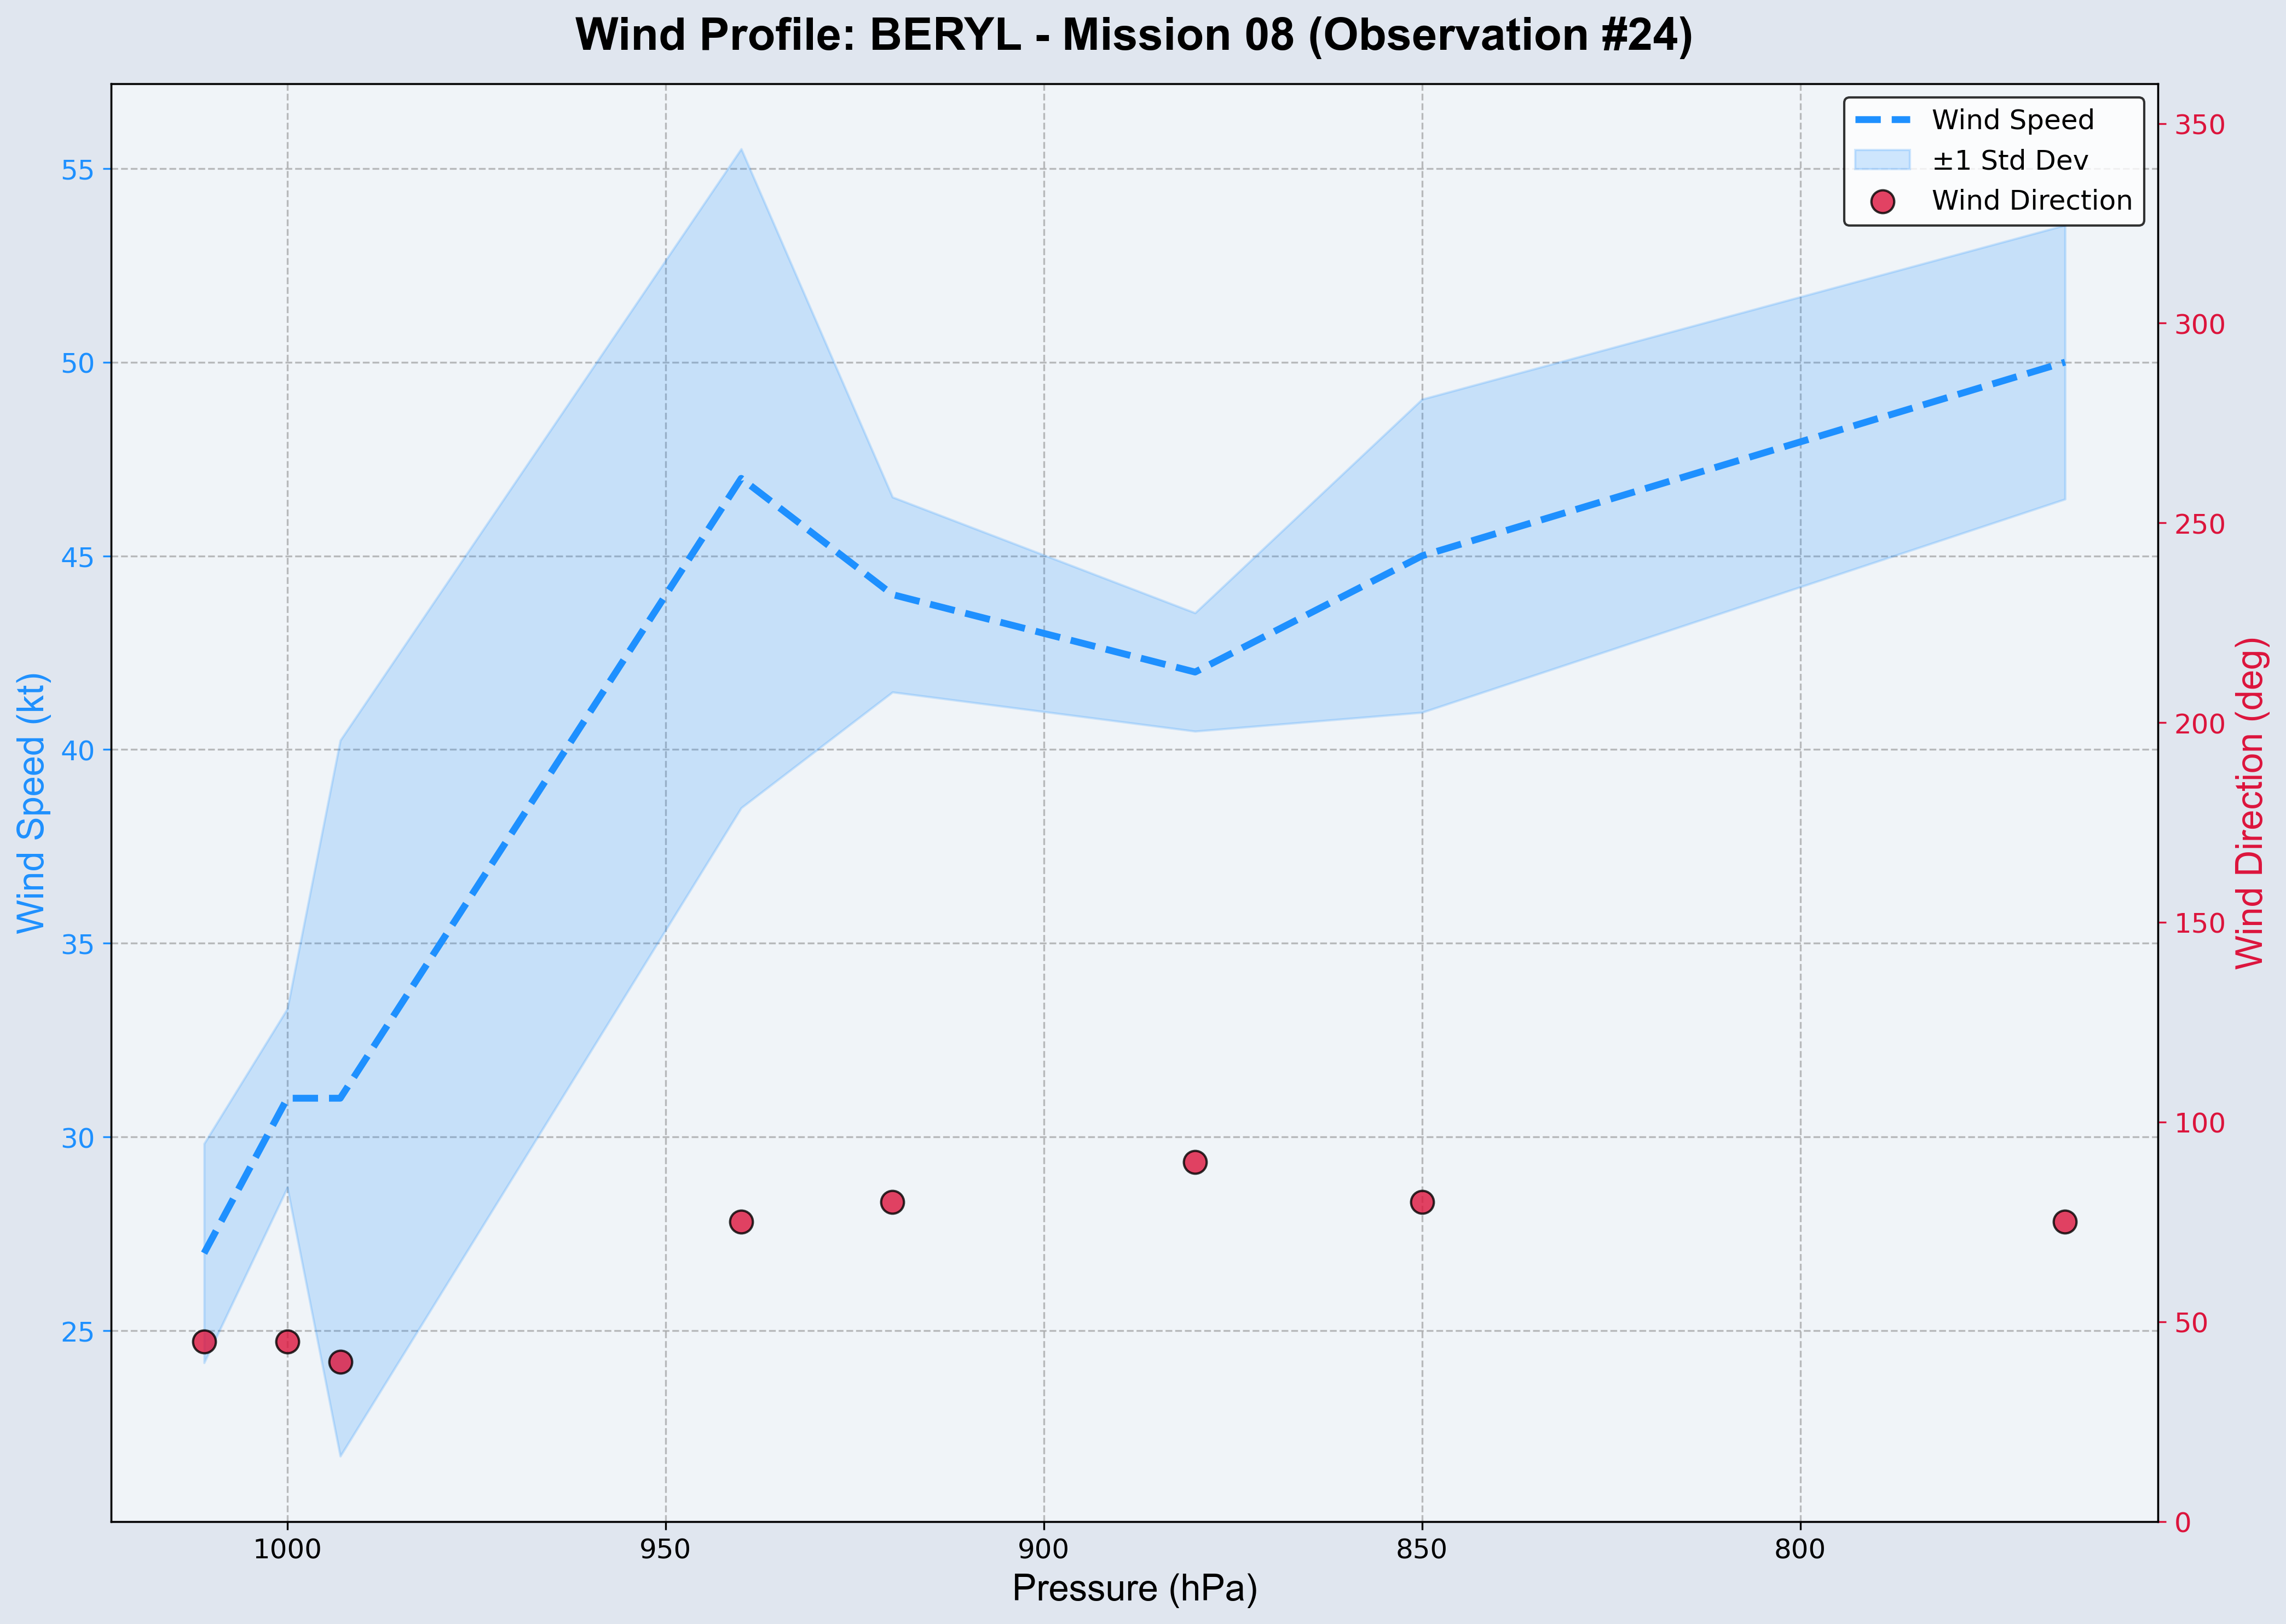 Wind Profile: BERYL - Mission 08 (Observation #24)
Wind Speed
±1 Std Dev
Wind Direction
55
50
45
40
35
30
25
Wind Speed (kt)
350
300
250
200
150
100
50
0
Wind Direction (deg)
1000
950
900
850
800
Pressure (hPa)